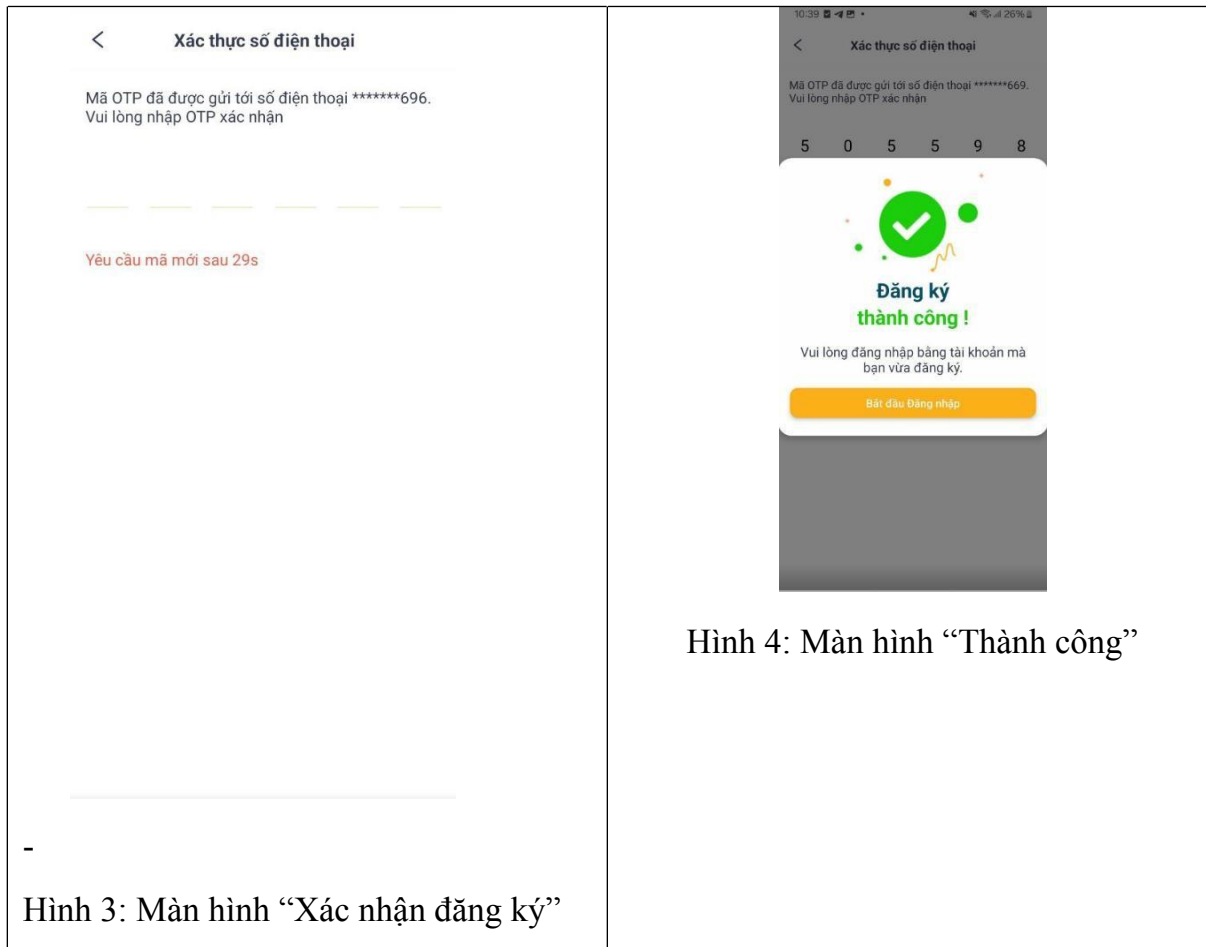 Xác thực số điện thoại
Mã OTP đã được gửi tới số điện thoại *******696.
Vui lòng nhập OTP xác nhận
Yêu cầu mã mới sau 29s
-
Hình 3: Màn hình “Xác nhận đăng ký”
10:39
26%
Xác thực số điện thoại
Mã OTP đã được gửi tới số điện thoại *******669.
Vui lòng nhập OTP xác nhận
5 0 5 5 9 8
Đăng ký
thành công !
Vui lòng đăng nhập bằng tài khoản mà
bạn vừa đăng ký.
Bắt đầu Đăng nhập
Hình 4: Màn hình “Thành công”